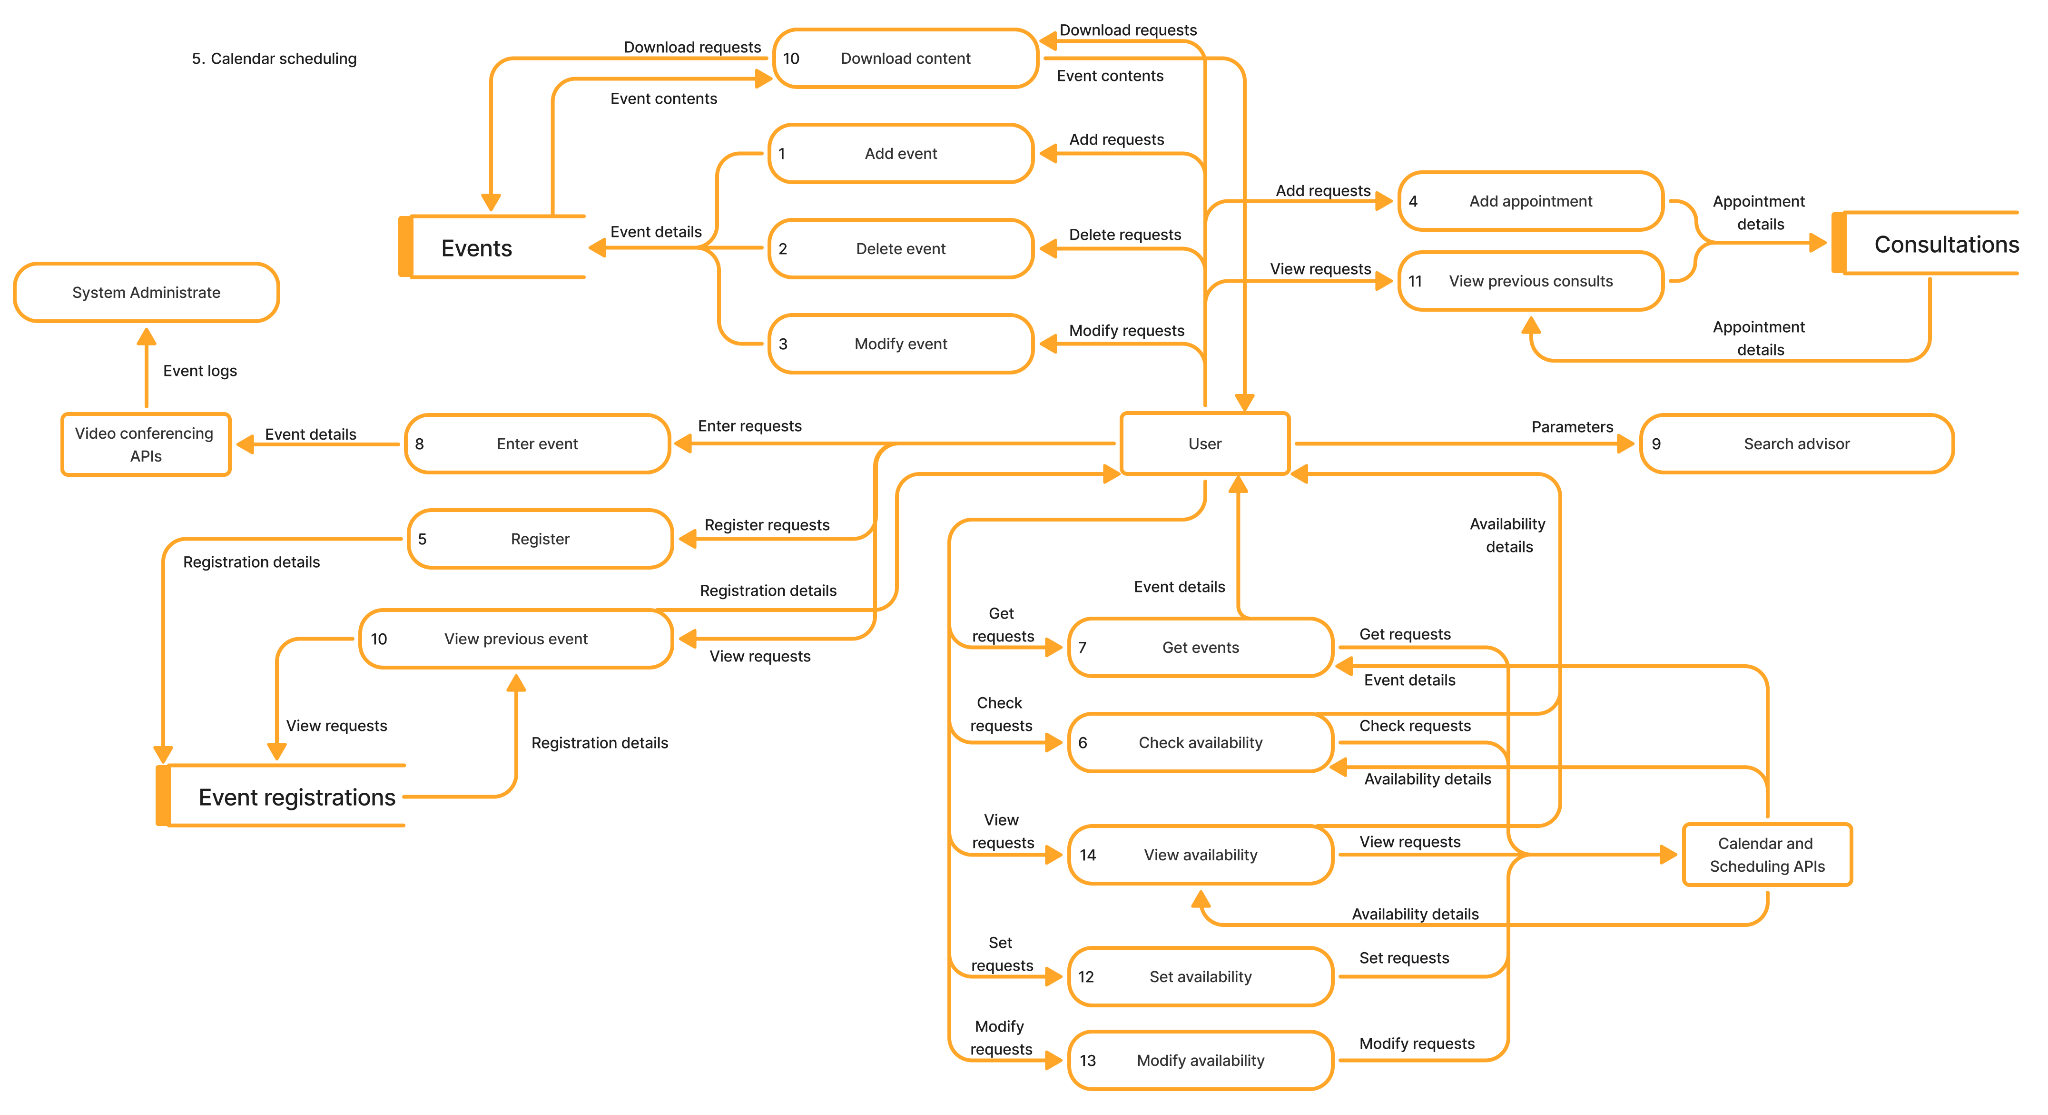 5. Calendar scheduling
Download requests
10 Download content
Download requests
Event contents
Event contents
1 Add event
Add requests
Add requests
4 Add appointment
Appointment
details
Events
Event details
2 Delete event
Delete requests
Consultations
View requests
11 View previous consults
System Administrate
3 Modify event
Modify requests
Appointment
details
Event logs
Video conferencing
APIs
Event details
8 Enter event
Enter requests
User
Parameters
9 Search advisor
5 Register
Register requests
Registration details
Availability
details
Registration details
Event details
10 View previous event
View requests
Get
requests
7 Get events
Get requests
Event details
View requests
Registration details
Check
requests
6 Check availability
Check requests
Availability details
Event registrations
View
requests
14 View availability
View requests
Calendar and
Scheduling APIs
Availability details
Set
requests
12 Set availability
Set requests
Modify
requests
13 Modify availability
Modify requests